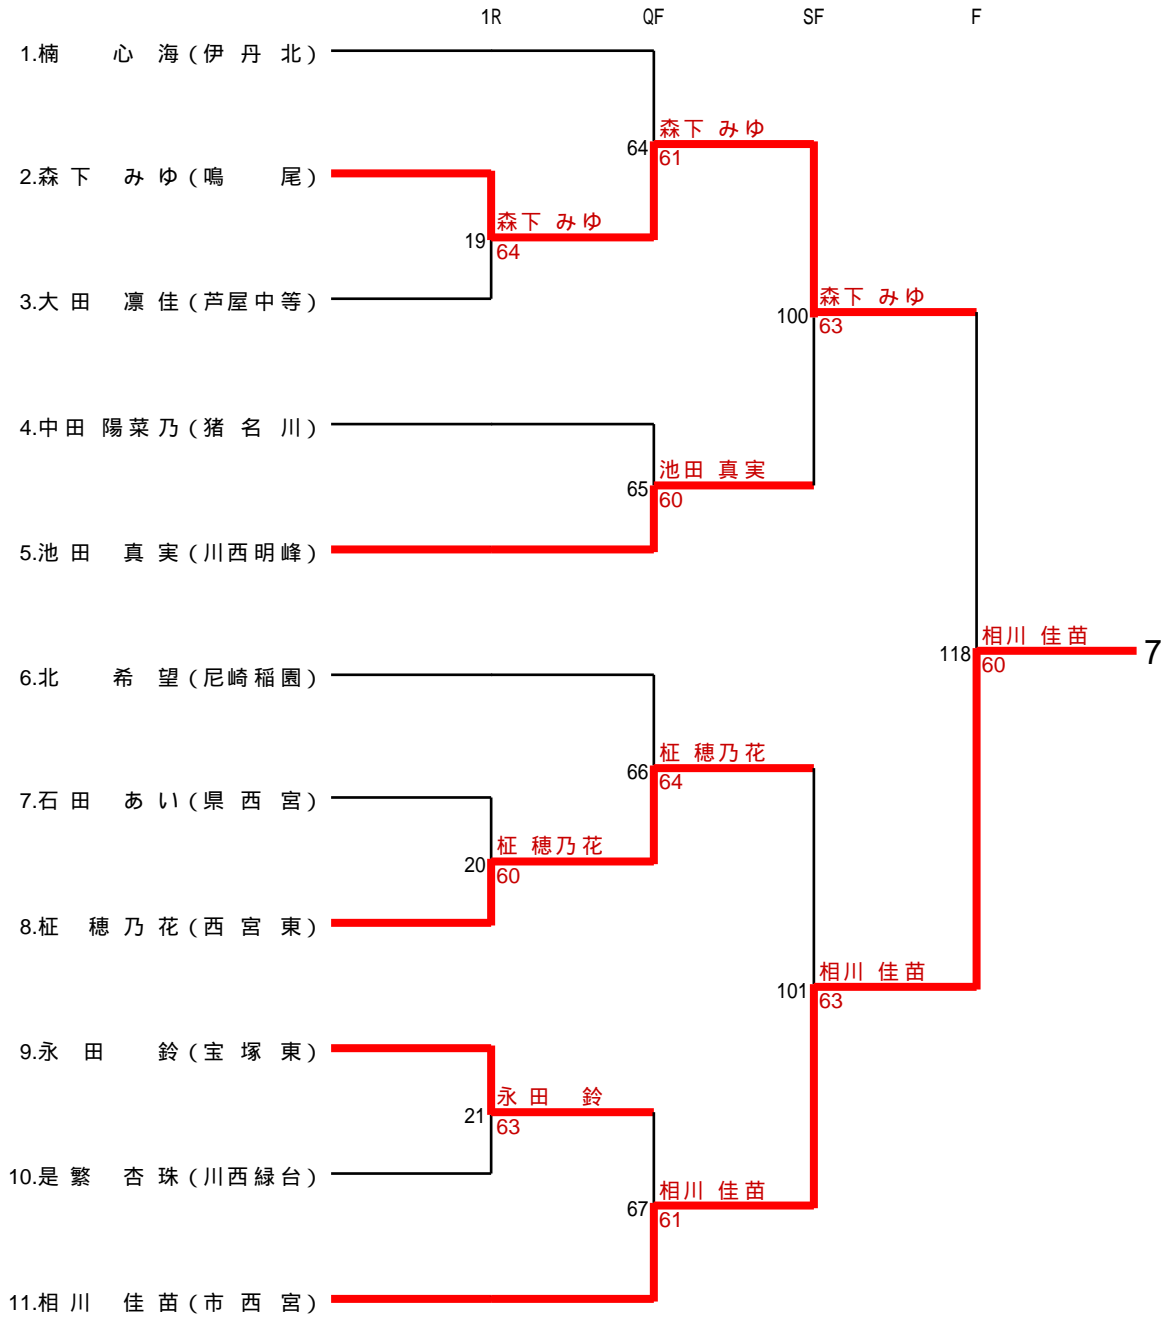 1R QF SF F
1.楠 心 海(伊 丹 北)
森下 みゆ
64
61
2.森 下 み ゆ(鳴 尾)
森下 みゆ
19
64
3.大 田 凛 佳(芦屋中等)
森下 みゆ
100
63
4.中田 陽菜乃(猪 名 川)
池田 真実
65
60
5.池 田 真 実(川西明峰)
相川 佳苗
118
60
7
6.北 希 望(尼崎稲園)
柾 穂乃花
66
64
7.石 田 あ い(県 西 宮)
柾 穂乃花
20
60
8.柾 穂 乃 花(西 宮 東)
相川 佳苗
101
63
9.永 田 鈴(宝 塚 東)
永 田 鈴
21
63
10.是 繁 杏 珠(川西緑台)
相川 佳苗
67
61
11.相 川 佳 苗(市 西 宮)